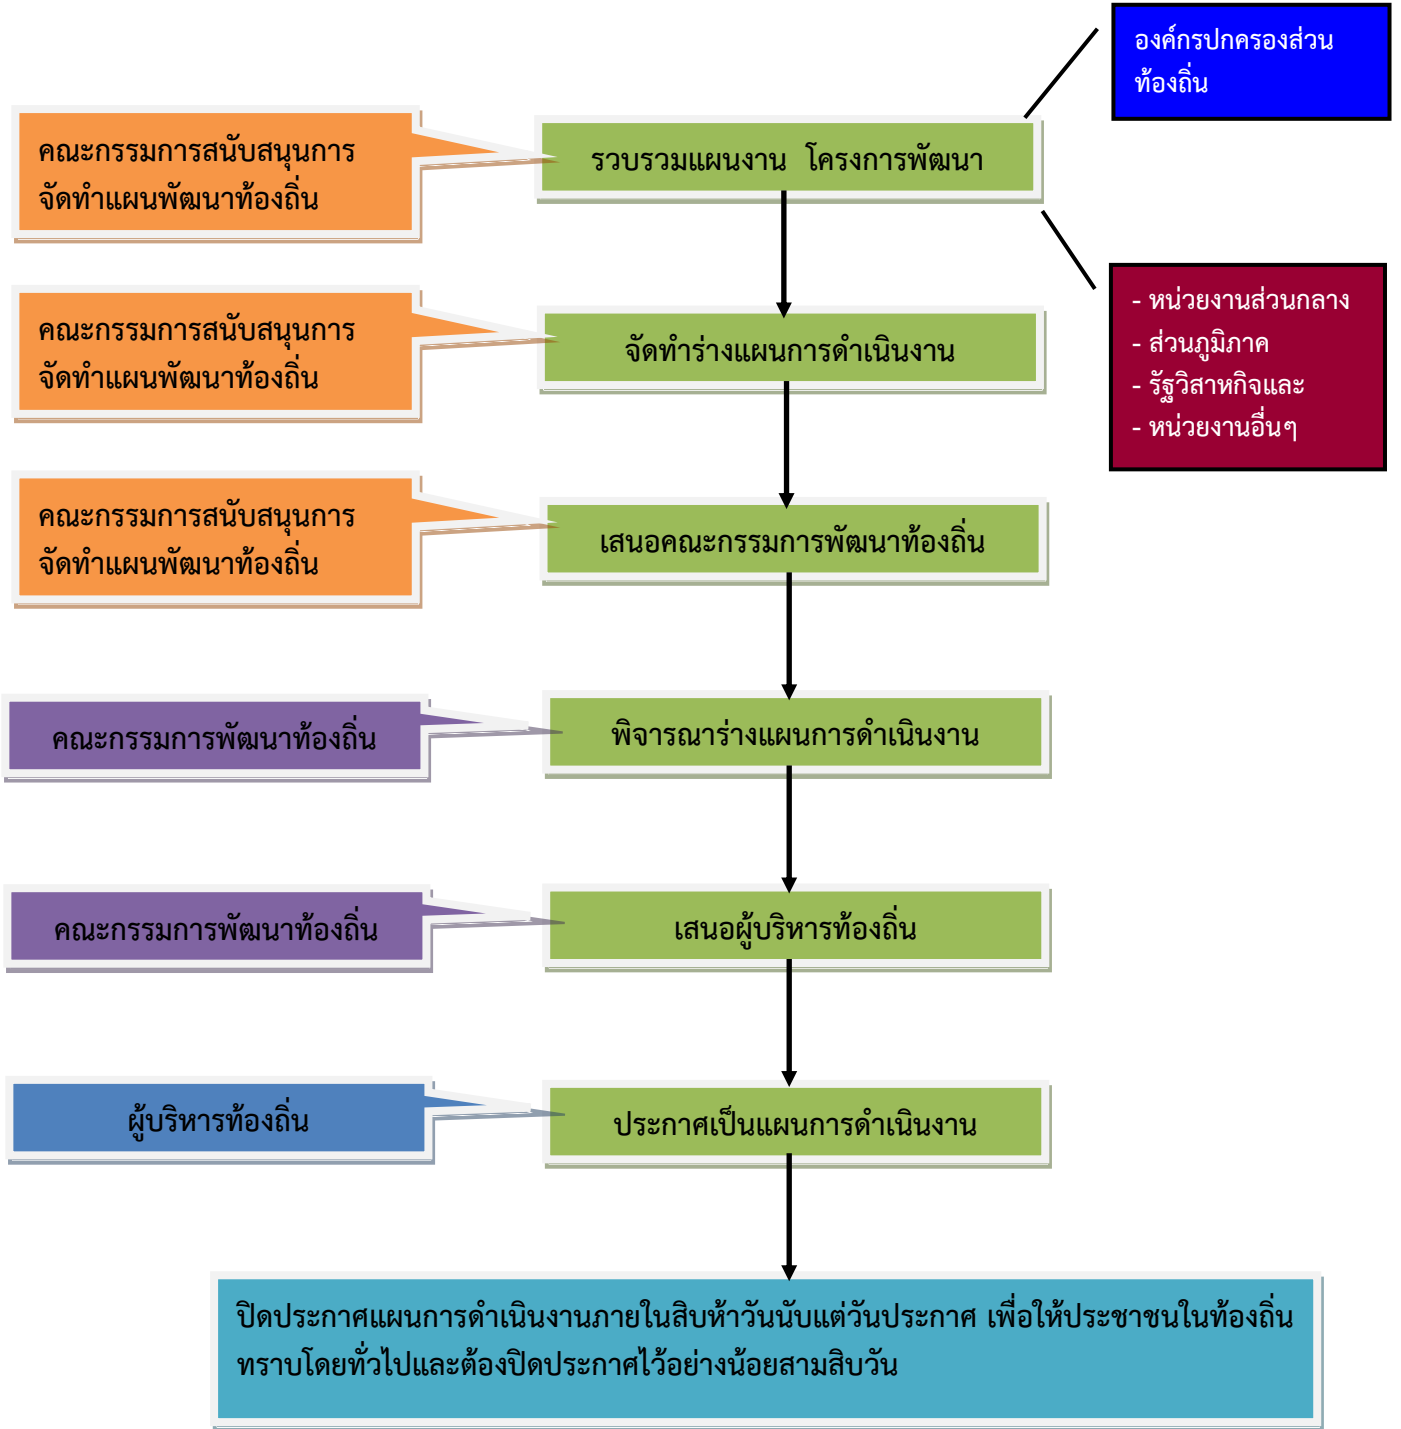 องค์กรปกครองส่วน
ท้องถิ่น
คณะกรรมการสนับสนุนการ
จัดทำแผนพัฒนาท้องถิ่น
รวบรวมแผนงาน โครงการพัฒนา
- หน่วยงานส่วนกลาง
- ส่วนภูมิภาค
- รัฐวิสาหกิจและ
- หน่วยงานอื่นๆ
คณะกรรมการสนับสนุนการ
จัดทำแผนพัฒนาท้องถิ่น
จัดทำร่างแผนการดำเนินงาน
คณะกรรมการสนับสนุนการ
จัดทำแผนพัฒนาท้องถิ่น
เสนอคณะกรรมการพัฒนาท้องถิ่น
คณะกรรมการพัฒนาท้องถิ่น
พิจารณาร่างแผนการดำเนินงาน
คณะกรรมการพัฒนาท้องถิ่น
เสนอผู้บริหารท้องถิ่น
ผู้บริหารท้องถิ่น
ประกาศเป็นแผนการดำเนินงาน
ปิดประกาศแผนการดำเนินงานภายในสิบห้าวันนับแต่วันประกาศ เพื่อให้ประชาชนในท้องถิ่น
ทราบโดยทั่วไปและต้องปิดประกาศไว้อย่างน้อยสามสิบวัน